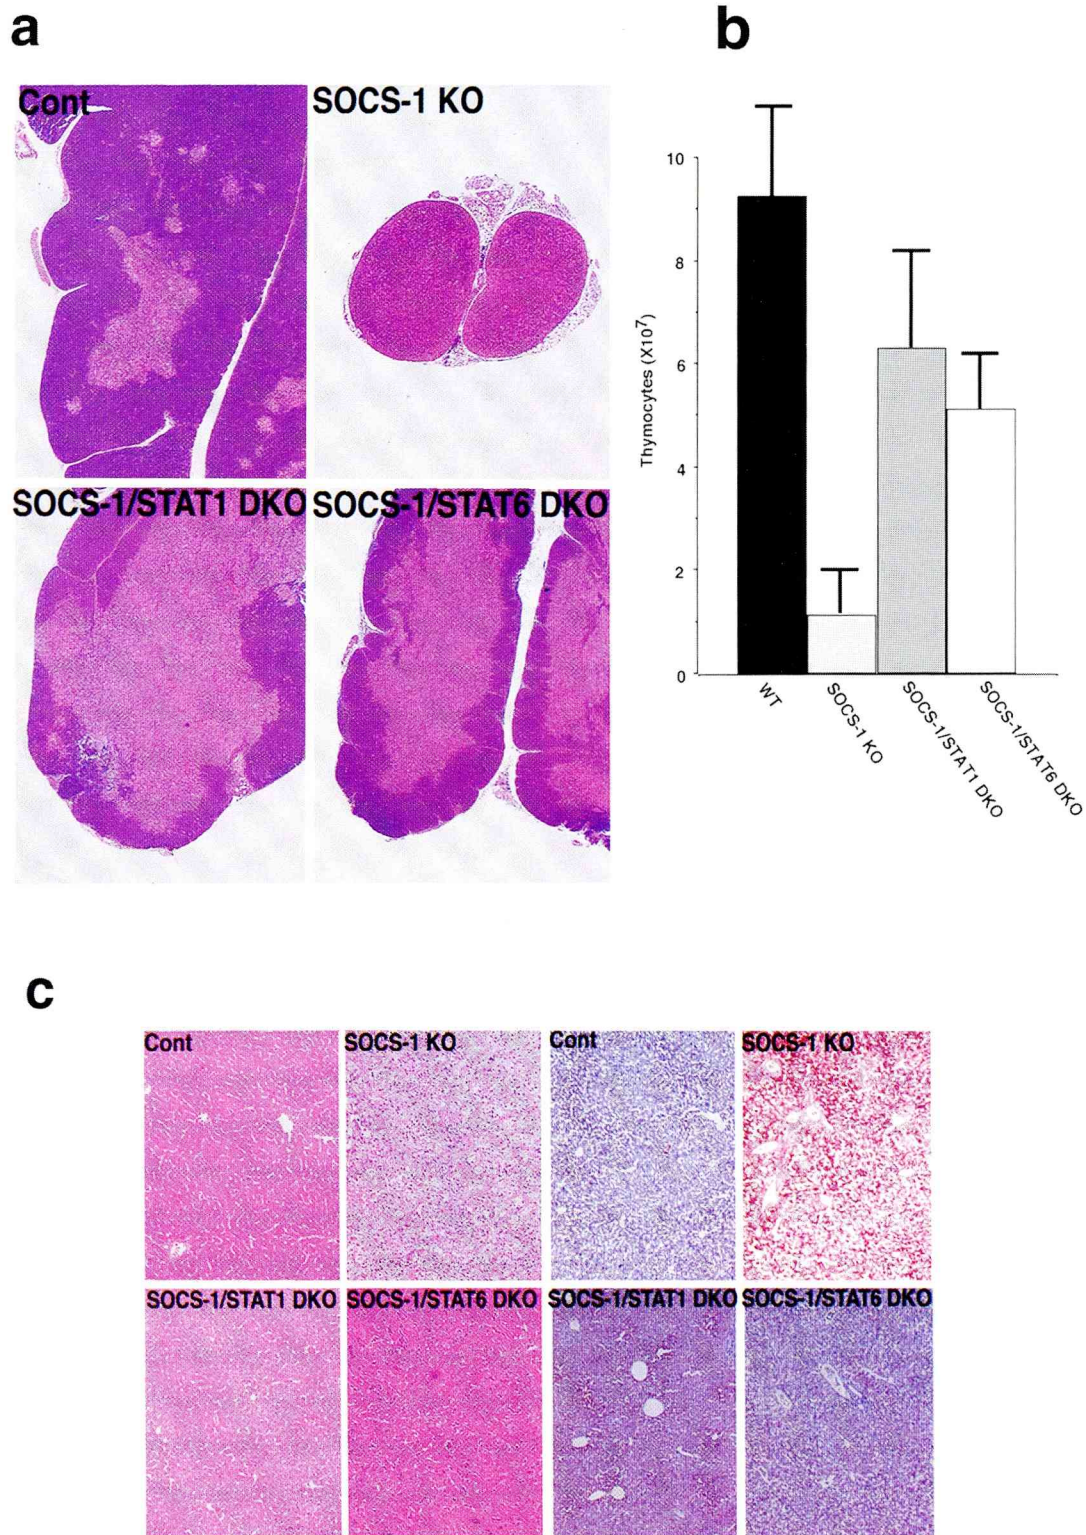 a
b
Cont
SOCS-1 KO
SOCS-1/STAT1 DKO
SOCS-1/STAT6 DKO
Thymocytes (X10⁷)
10
8
6
4
2
0
WT
SOCS-1 KO
SOCS-1/STAT1 DKO
SOCS-1/STAT6 DKO
c
Cont
SOCS-1 KO
Cont
SOCS-1 KO
SOCS-1/STAT1 DKO
SOCS-1/STAT6 DKO
SOCS-1/STAT1 DKO
SOCS-1/STAT6 DKO